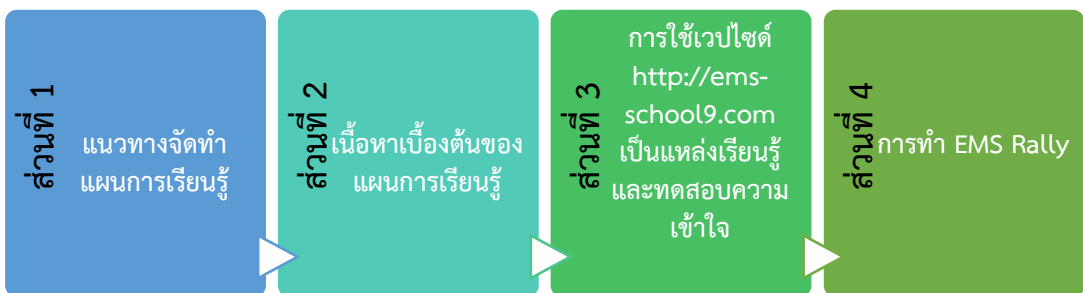 ส่วนที่ 1
แนวทางจัดทำ
แผนการเรียนรู้
ส่วนที่ 2
เนื้อหาเบื้องต้นของ
แผนการเรียนรู้
ส่วนที่ 3
การใช้เวปไซด์
http://ems-
school9.com
เป็นแหล่งเรียนรู้
และทดสอบความ
เข้าใจ
ส่วนที่ 4
การทำ EMS Rally